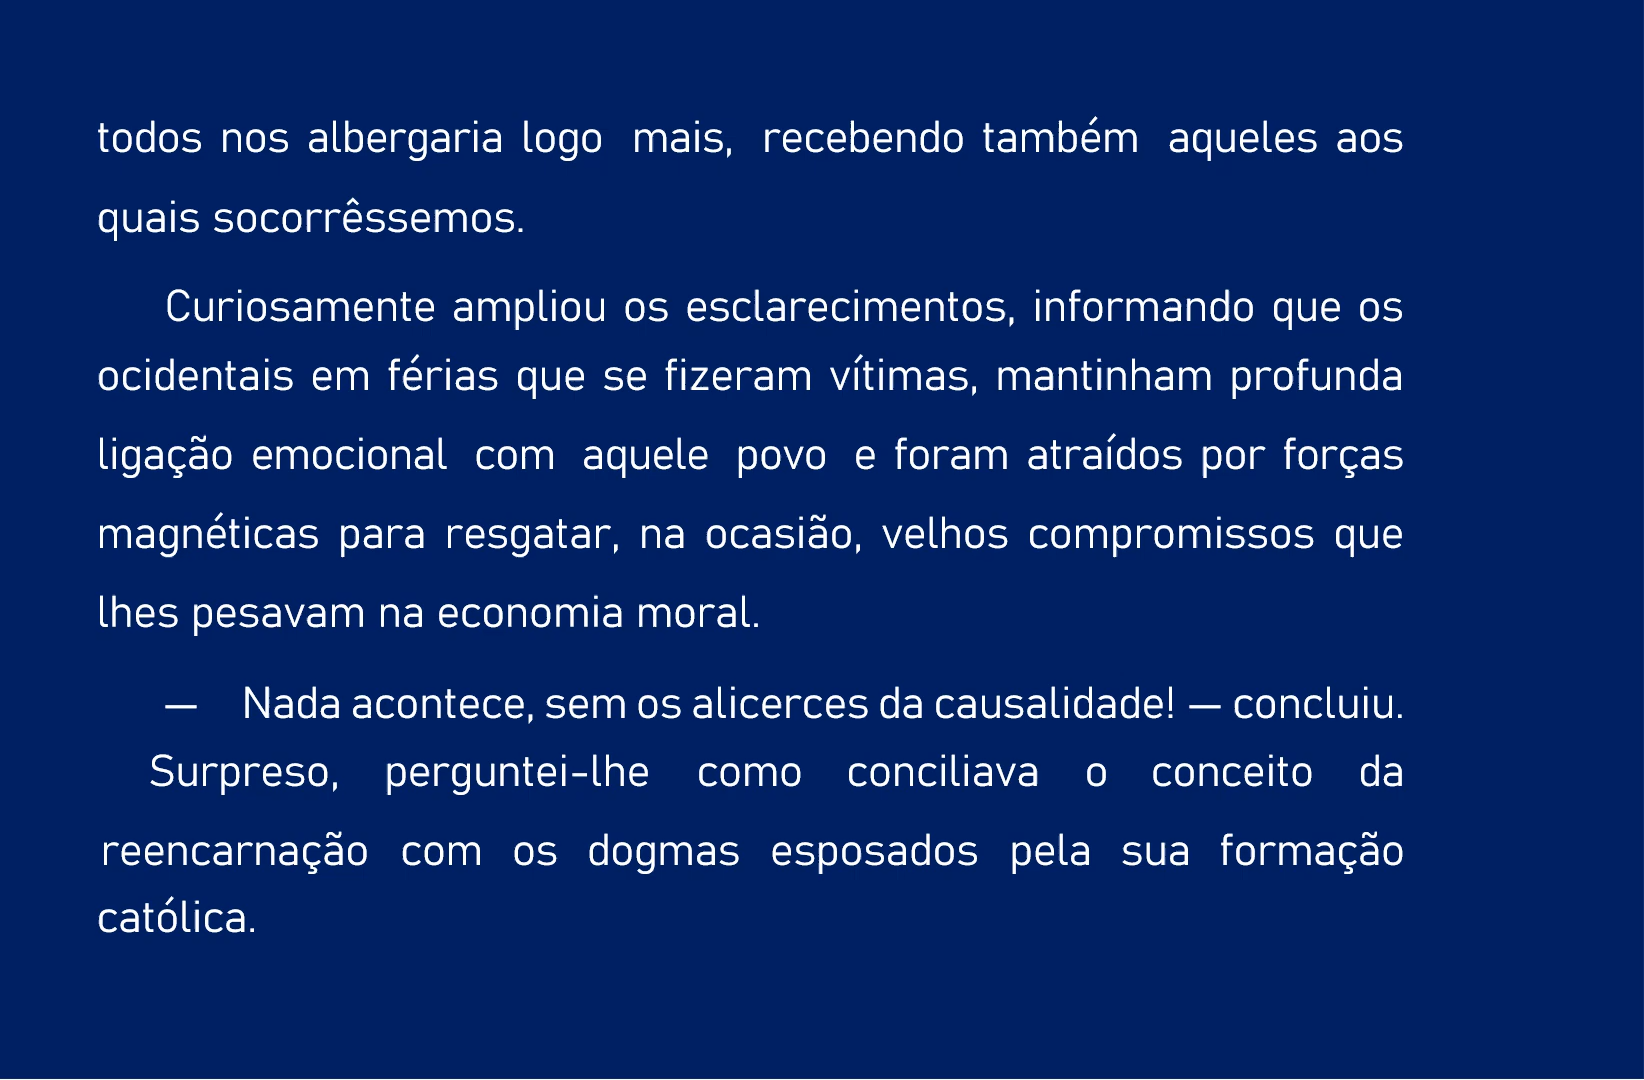 todos nos albergaria logo mais, recebendo também aqueles aos
quais socorrêssemos.
Curiosamente ampliou os esclarecimentos, informando que os
ocidentais em férias que se fizeram vítimas, mantinham profunda
ligação emocional com aquele povo e foram atraídos por forças
magnéticas para resgatar, na ocasião, velhos compromissos que
lhes pesavam na economia moral.
— Nada acontece, sem os alicerces da causalidade! — concluiu.
Surpreso, perguntei-lhe como conciliava o conceito da
reencarnação com os dogmas esposados pela sua formação
católica.